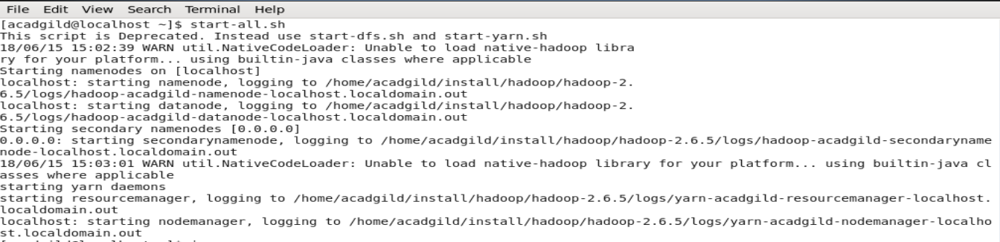 File Edit View Search Terminal Help
[acadgild@localhost ~]$ start-all.sh
This script is Deprecated. Instead use start-dfs.sh and start-yarn.sh
18/06/15 15:02:39 WARN util.NativeCodeLoader: Unable to load native-hadoop libra
ry for your platform... using builtin-java classes where applicable
Starting namenodes on [localhost]
localhost: starting namenode, logging to /home/acadgild/install/hadoop/hadoop-2.
6.5/logs/hadoop-acadgild-namenode-localhost.localdomain.out
localhost: starting datanode, logging to /home/acadgild/install/hadoop/hadoop-2.
6.5/logs/hadoop-acadgild-datanode-localhost.localdomain.out
Starting secondary namenodes [0.0.0.0]
0.0.0.0: starting secondarynamenode, logging to /home/acadgild/install/hadoop/hadoop-2.6.5/logs/hadoop-acadgild-secondaryname
node-localhost.localdomain.out
18/06/15 15:03:01 WARN util.NativeCodeLoader: Unable to load native-hadoop library for your platform... using builtin-java cl
asses where applicable
starting yarn daemons
starting resourcemanager, logging to /home/acadgild/install/hadoop/hadoop-2.6.5/logs/yarn-acadgild-resourcemanager-localhost.
localdomain.out
localhost: starting nodemanager, logging to /home/acadgild/install/hadoop/hadoop-2.6.5/logs/yarn-acadgild-nodemanager-localho
st.localdomain.out